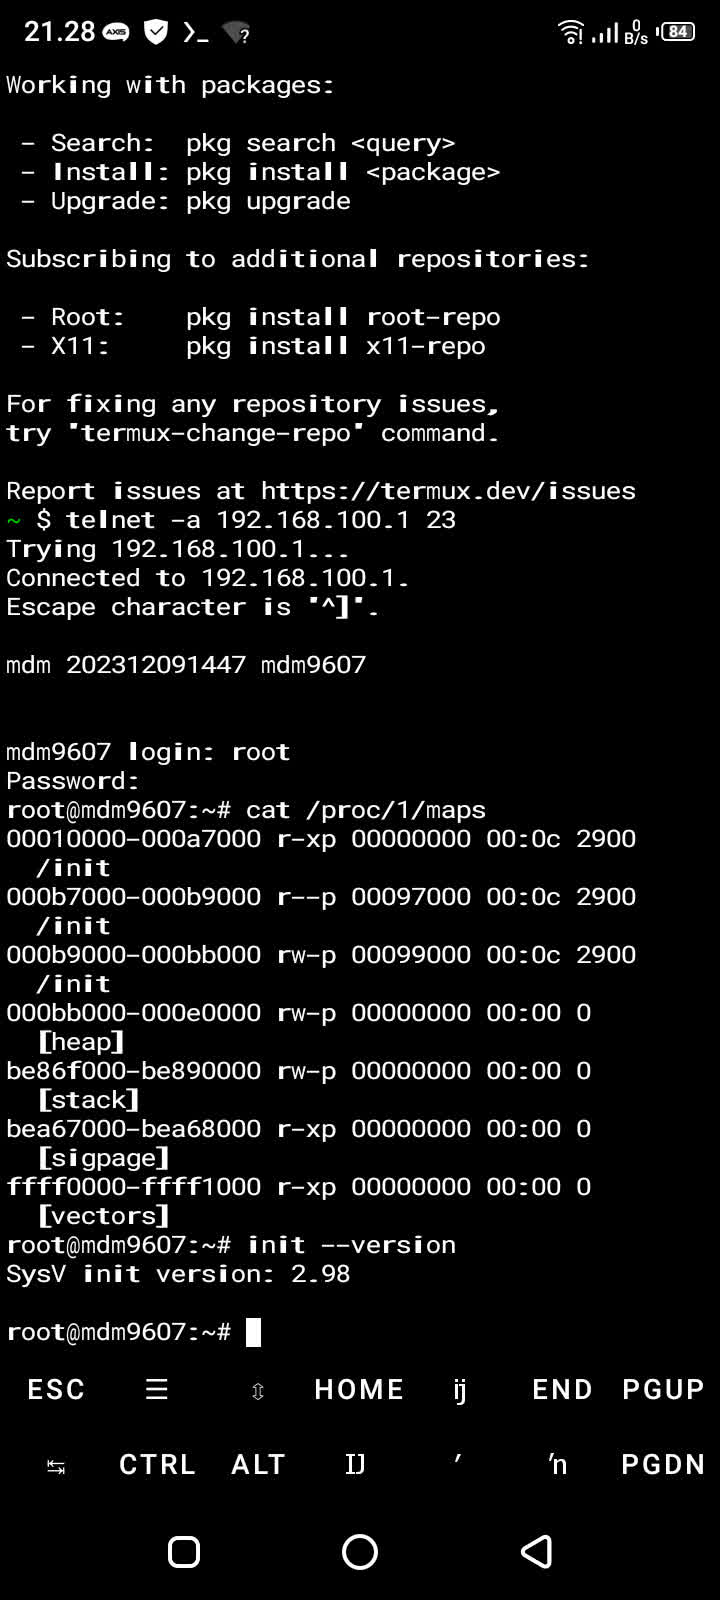 21.28 AXIS ? 0 B/s 84
Working with packages:
- Search: pkg search <query>
- Install: pkg install <package>
- Upgrade: pkg upgrade
Subscribing to additional repositories:
- Root: pkg install root-repo
- X11: pkg install x11-repo
For fixing any repository issues,
try 'termux-change-repo' command.
Report issues at https://termux.dev/issues
~ $ telnet -a 192.168.100.1 23
Trying 192.168.100.1...
Connected to 192.168.100.1.
Escape character is '^]'.
mdm 202312091447 mdm9607
mdm9607 login: root
Password:
root@mdm9607:~# cat /proc/1/maps
00010000-000a7000 r-xp 00000000 00:0c 2900
/init
000b7000-000b9000 r--p 00097000 00:0c 2900
/init
000b9000-000bb000 rw-p 00099000 00:0c 2900
/init
000bb000-000e0000 rw-p 00000000 00:00 0
[heap]
be86f000-be890000 rw-p 00000000 00:00 0
[stack]
bea67000-bea68000 r-xp 00000000 00:00 0
[sigpage]
ffff0000-ffff1000 r-xp 00000000 00:00 0
[vectors]
root@mdm9607:~# init --version
SysV init version: 2.98
root@mdm9607:~#
ESC ☰ ⇳ HOME ĳ END PGUP
↹ CTRL ALT Ĳ ′ ŉ PGDN